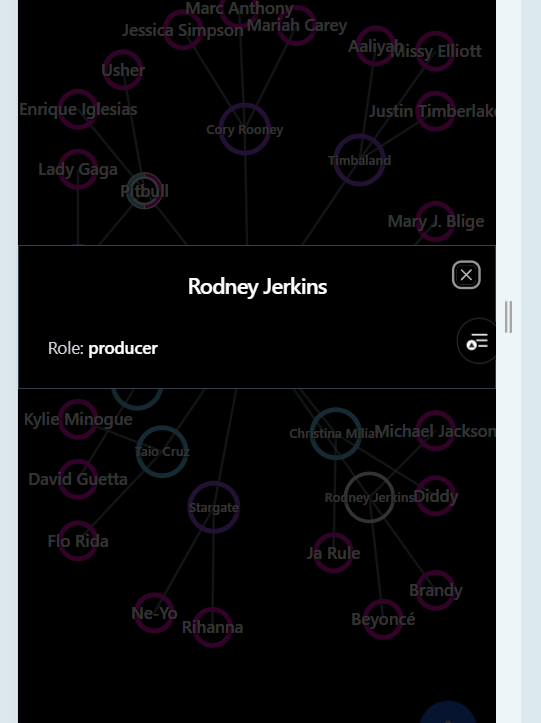 Marc Anthony
Jessica Simpson
Mariah Carey
Aaliyah
Missy Elliott
Usher
Enrique Iglesias
Justin Timberlake
Cory Rooney
Timbaland
Lady Gaga
Pitbull
Mary J. Blige
Rodney Jerkins
Role: producer
Kylie Minogue
Christina Milian
Michael Jackson
Taio Cruz
David Guetta
Rodney Jerkins
Diddy
Stargate
Flo Rida
Ja Rule
Brandy
Ne-Yo
Rihanna
Beyoncé